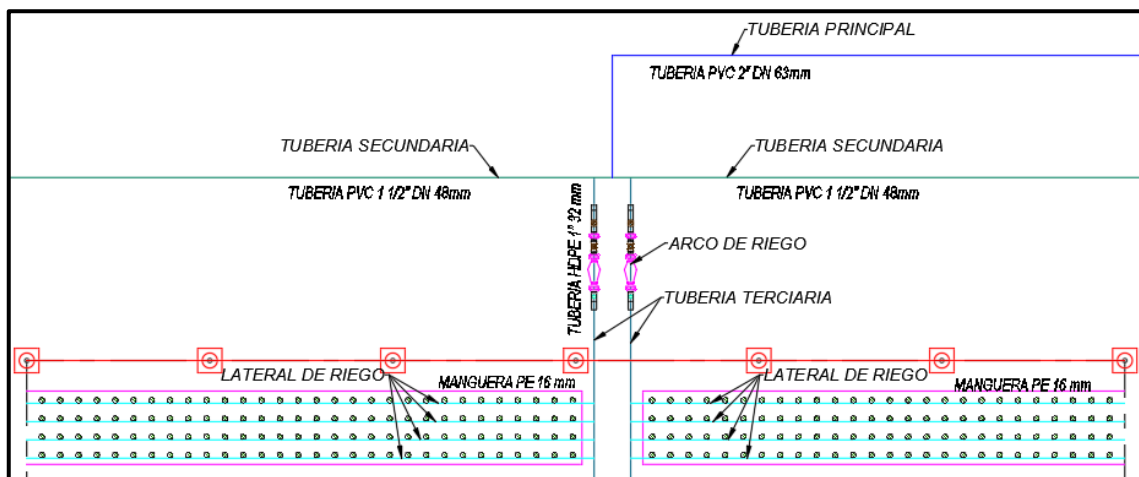 TUBERIA PRINCIPAL
TUBERIA PVC 2" DN 63mm
TUBERIA SECUNDARIA
TUBERIA SECUNDARIA
TUBERIA PVC 1 1/2" DN 48mm
TUBERIA PVC 1 1/2" DN 48mm
TUBERIA HDPE 1" 32 mm
ARCO DE RIEGO
TUBERIA TERCIARIA
LATERAL DE RIEGO
MANGUERA PE 16 mm
LATERAL DE RIEGO
MANGUERA PE 16 mm